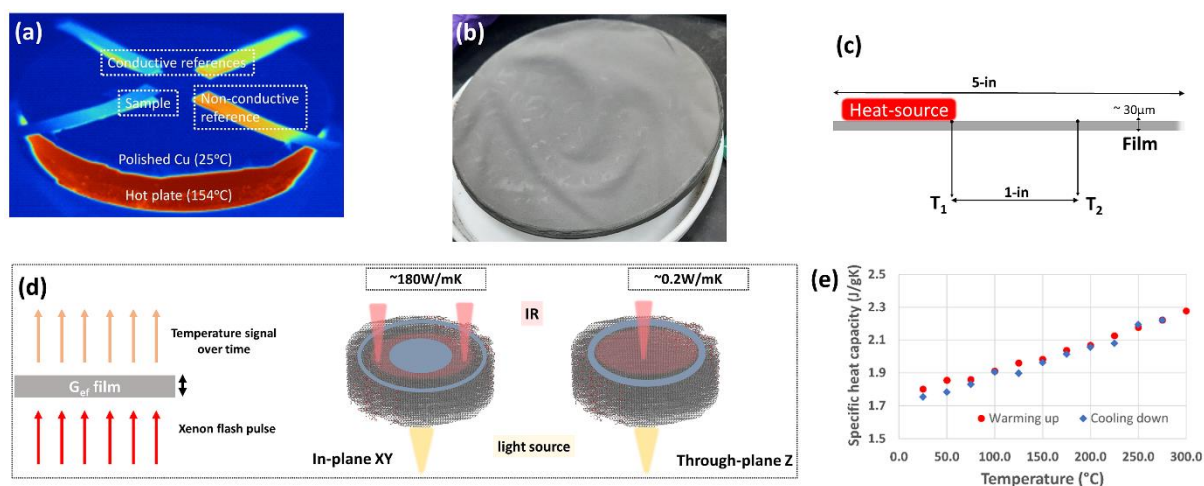 (a)
Conductive references
Sample
Non-conductive
reference
Polished Cu (25°C)
Hot plate (154°C)
(b)
(c)
5-in
Heat-source
~ 30µm
Film
1-in
T₁
T₂
(d)
~180W/mK
~0.2W/mK
IR
Temperature signal
over time
G_ef film
Xenon flash pulse
light source
In-plane XY
Through-plane Z
(e)
Specific heat capacity (J/gK)
2.5
2.3
2.1
1.9
1.7
1.5
Warming up
Cooling down
0.0
50.0
100.0
150.0
200.0
250.0
300.0
Temperature (°C)